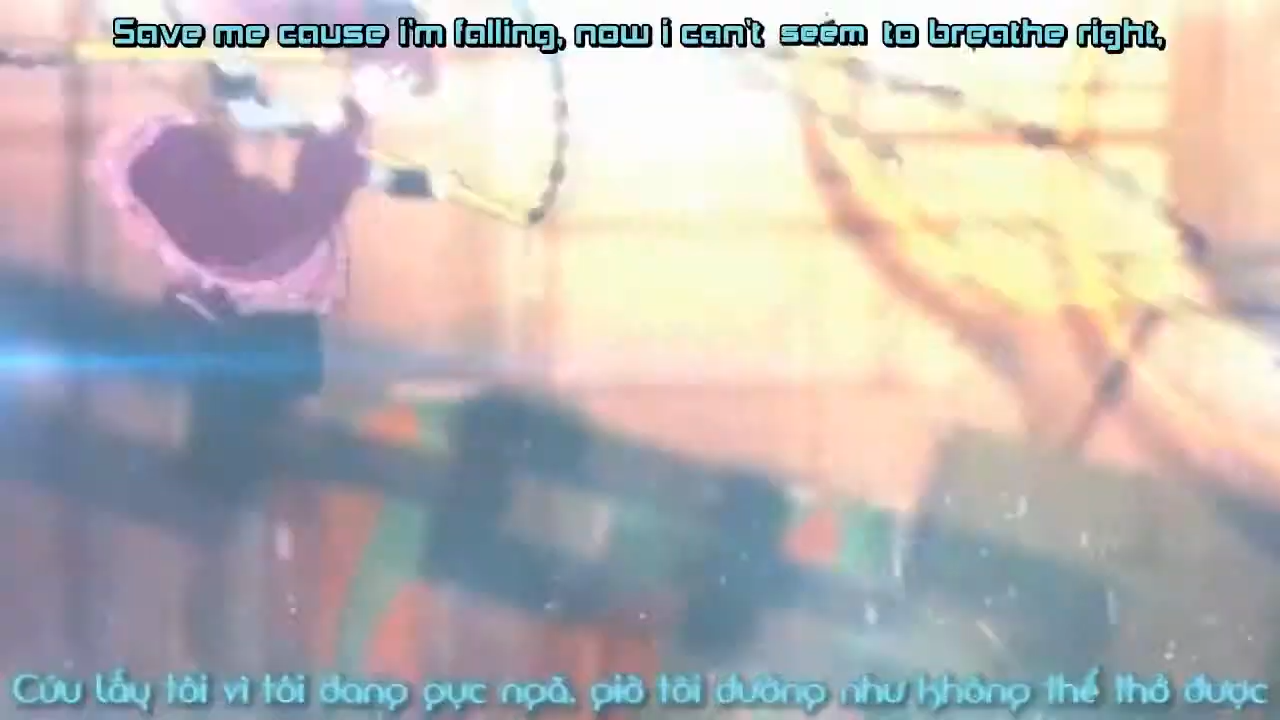 Save me cause i'm falling, now i can't seem to breathe right,
Cứu lấy tôi vì tôi đang gục ngã. giờ tôi dường như không thể thở được